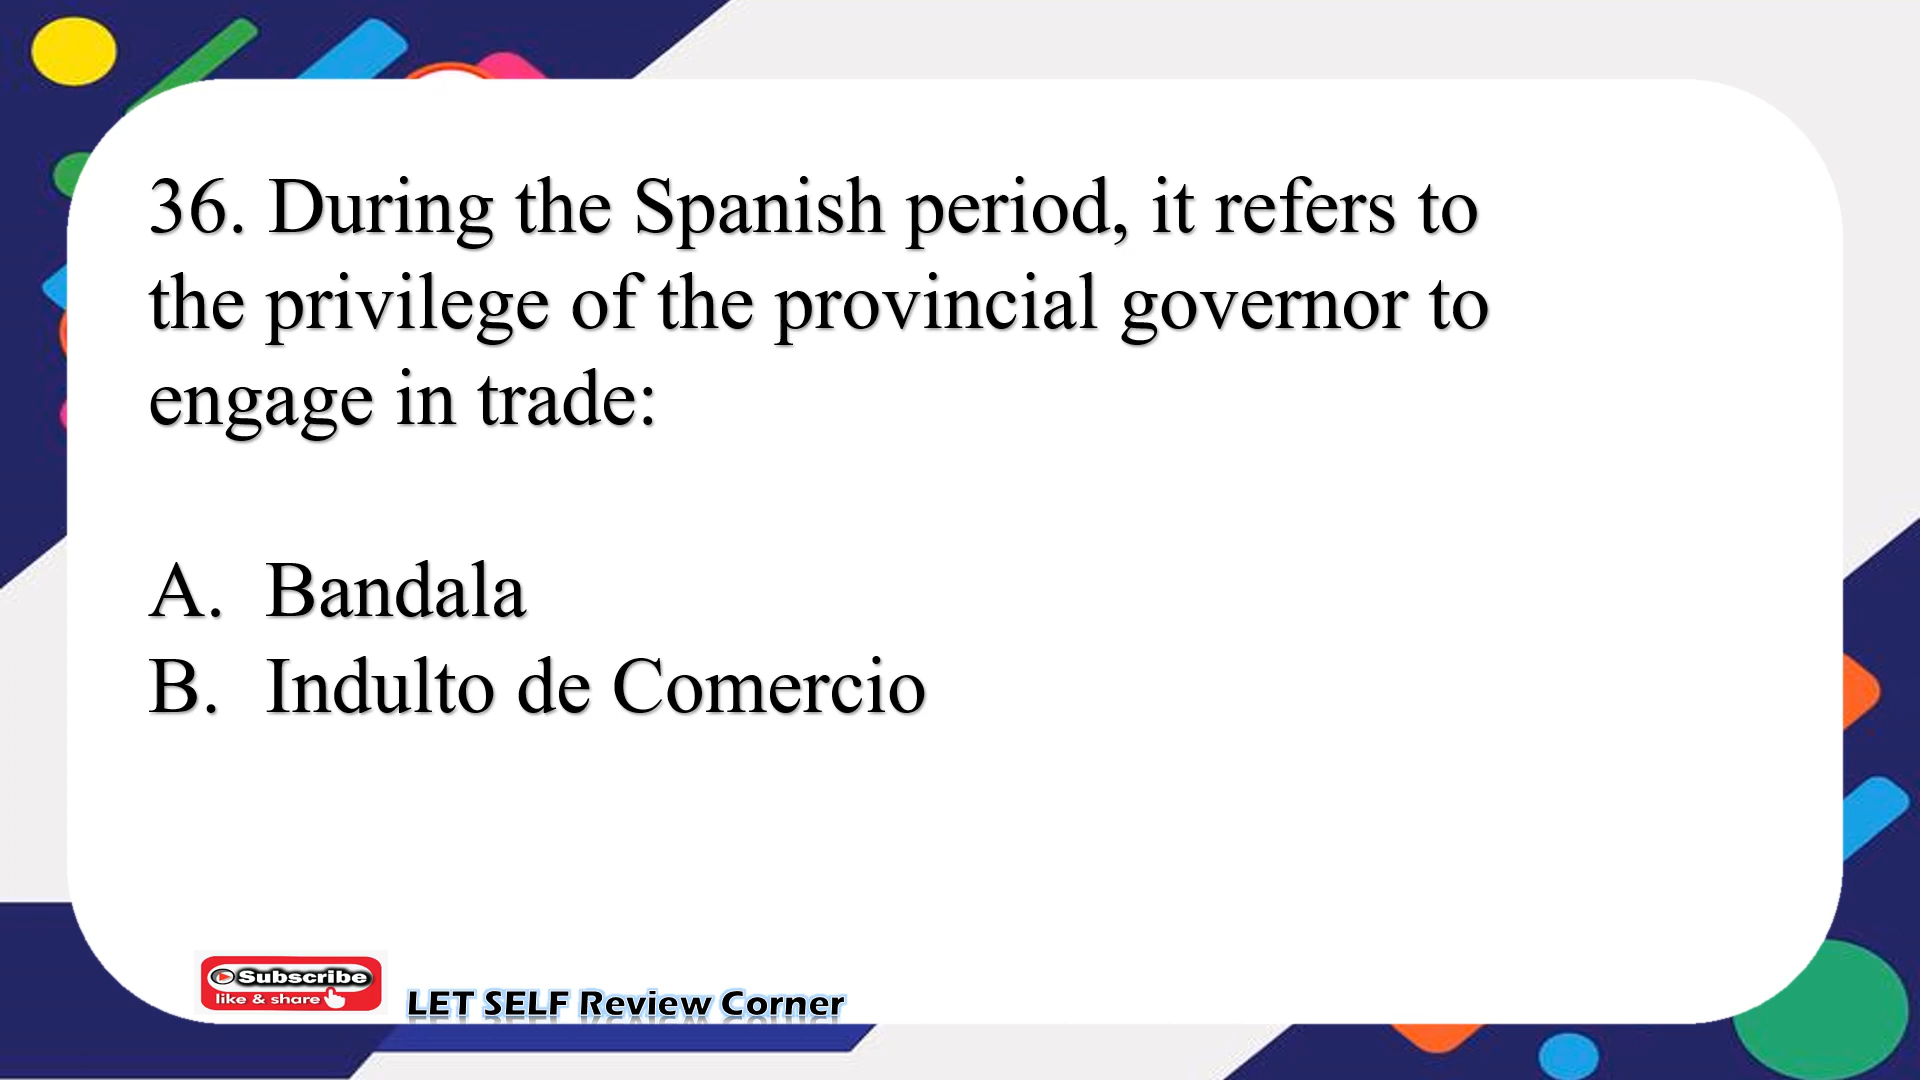 36. During the Spanish period, it refers to
the privilege of the provincial governor to
engage in trade:
A. Bandala
B. Indulto de Comercio
Subscribe
like & share
LET SELF Review Corner